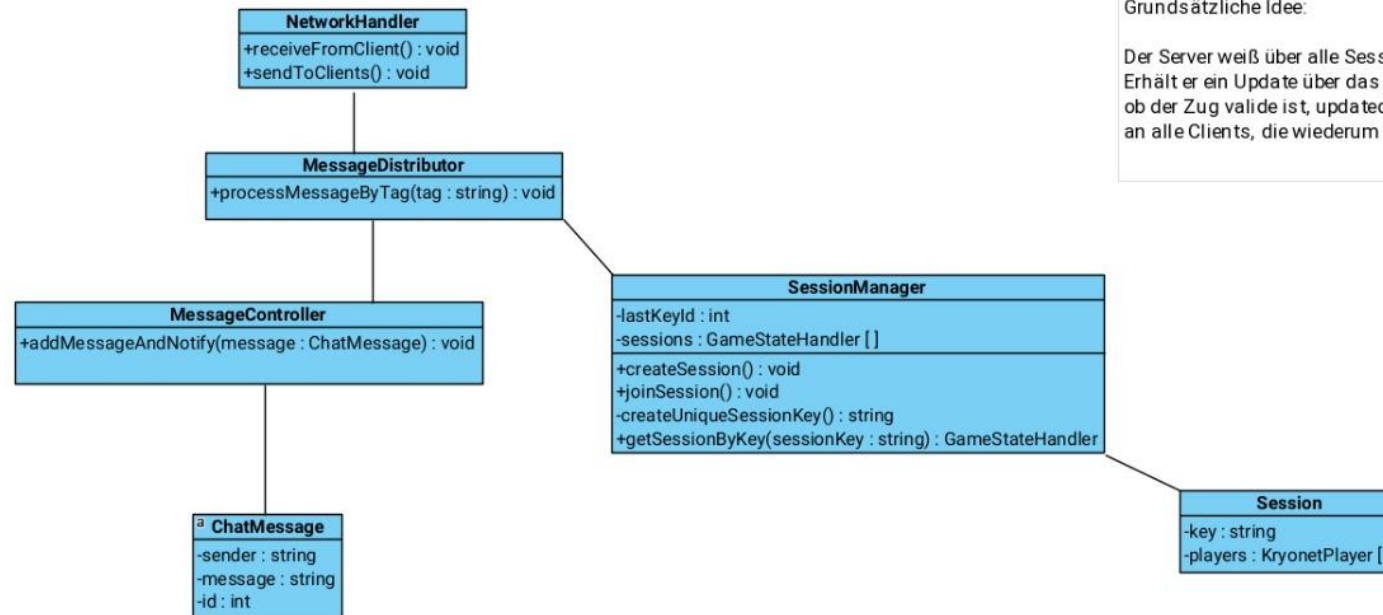 NetworkHandler
+receiveFromClient() : void
+sendToClients() : void
Grundsätzliche Idee:
Der Server weiß über alle
Erhält er ein Update über das
ob der Zug valide ist,
an alle Clients, die wiederum
MessageDistributor
+processMessageByTag(tag : string) : void
MessageController
+addMessageAndNotify(message : ChatMessage) : void
SessionManager
-lastKeyId : int
-sessions : GameStateHandler [ ]
+createSession() : void
+joinSession() : void
-createUniqueSessionKey() : string
+getSessionByKey(sessionKey : string) : GameStateHandler
Session
-key : string
-players : KryonetPlayer [
a ChatMessage
-sender : string
-message : string
-id : int